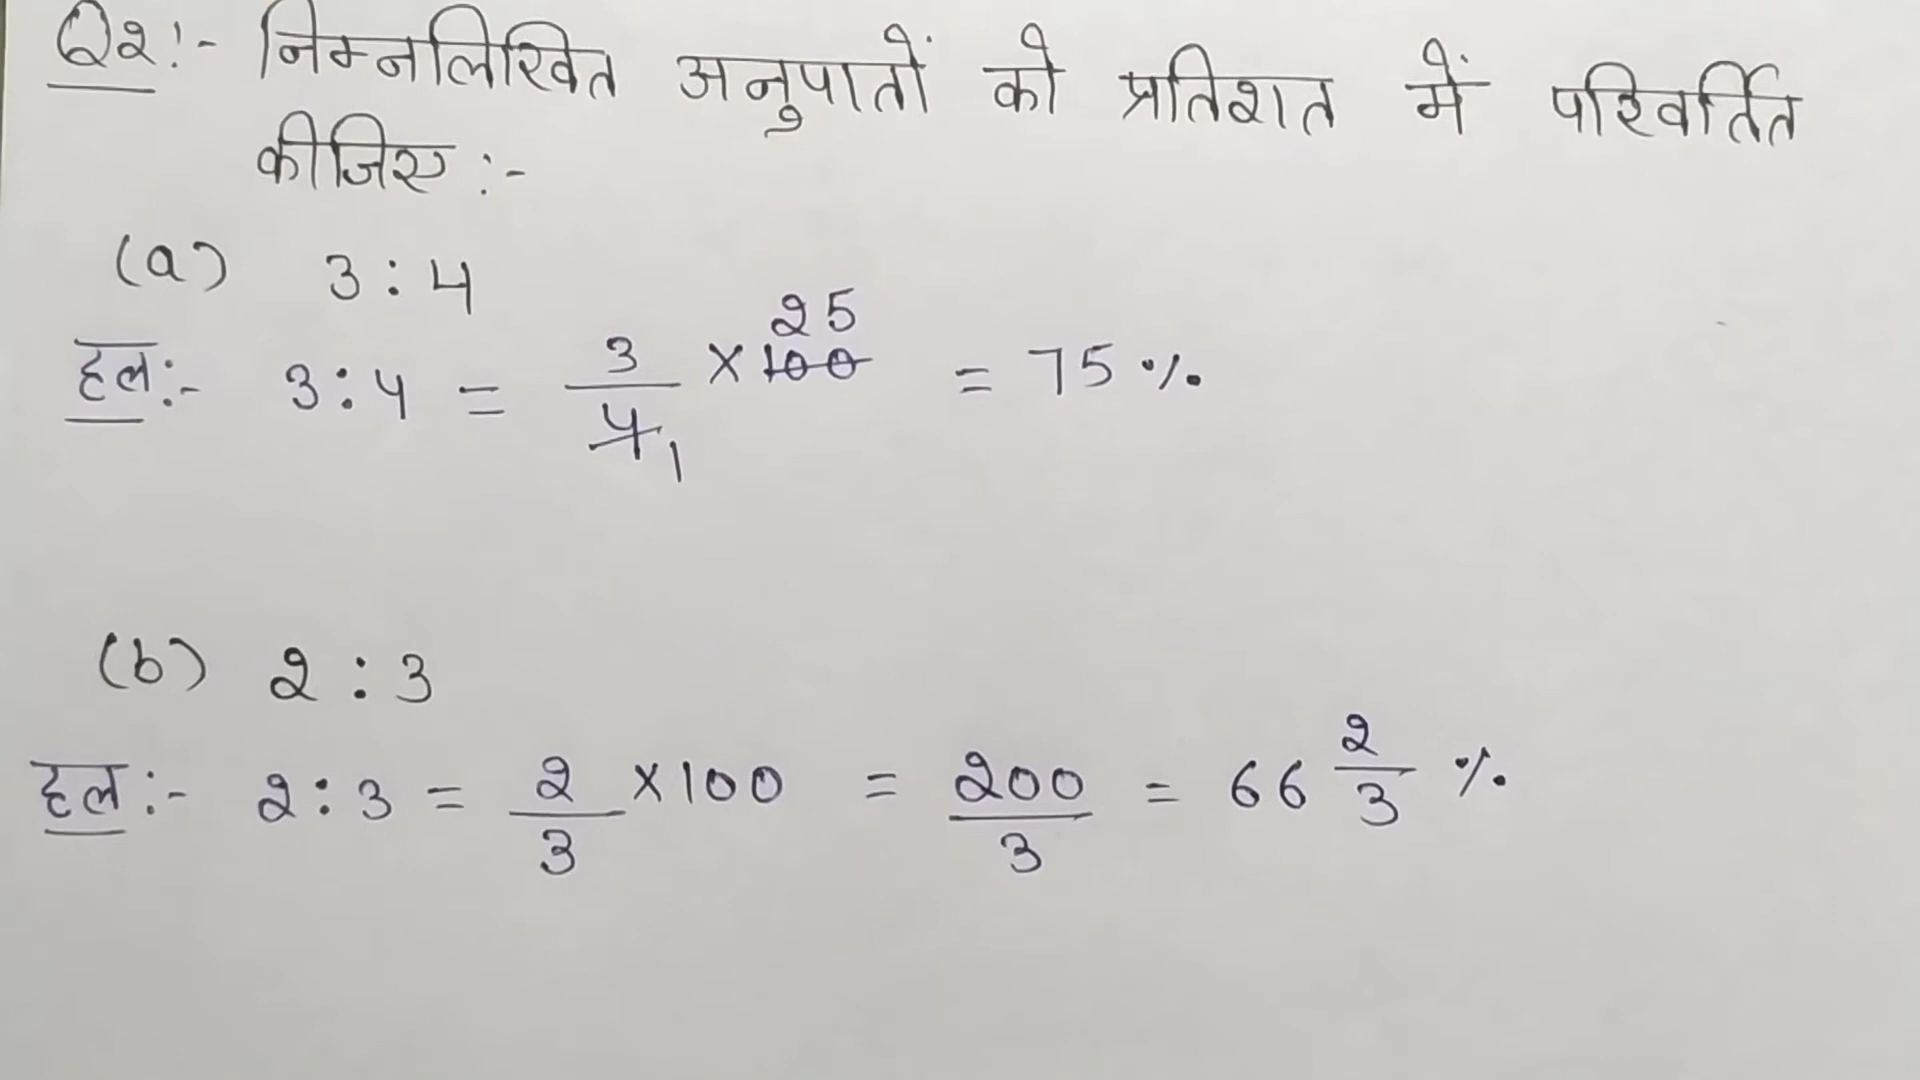 Q2:- निम्नलिखित अनुपातों को प्रतिशत में परिवर्तित
कीजिए:-
(a) 3:4
हल:- 3:4 = 3/4 1 × 100 25 = 75 %
(b) 2:3
हल:- 2:3 = 2/3 × 100 = 200/3 = 66 2/3 %